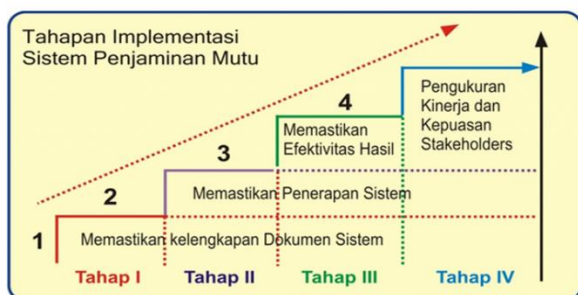 Tahapan Implementasi
Sistem Penjaminan Mutu
4
Pengukuran
Kinerja dan
Kepuasan
Stakeholders
Memastikan
Efektivitas Hasil
3
Memastikan Penerapan Sistem
2
1
Memastikan kelengkapan Dokumen Sistem
Tahap I
Tahap II
Tahap III
Tahap IV